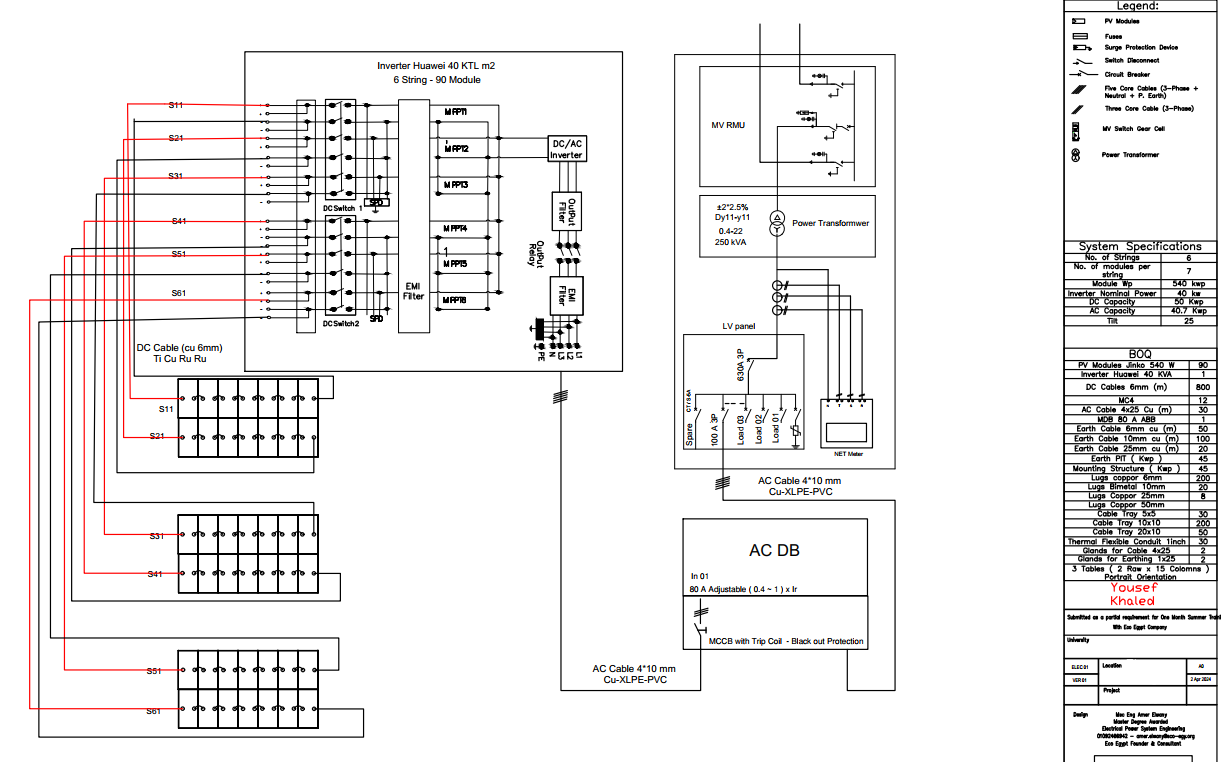 Inverter Huawei 40 KTL m2
6 String - 90 Module
S11
S21
S31
S41
S51
S61
MPPT1
MPPT2
MPPT3
MPPT4
MPPT5
MPPT6
DC Switch 1
SPD
DC Switch2
SPD
EMI
Filter
DC/AC
Inverter
OutPut
Filter
OutPut
Relay
EMI
Filter
PE
N
L3
L2
L1
DC Cable (cu 6mm)
Ti Cu Ru Ru
S11
S21
S31
S41
S51
S61
MV RMU
±2*2.5%
Dy11-y11
0.4-22
250 kVA
Power Transformwer
LV panel
630A 3P
Spare
100 A 3P
Load 03
Load 02
Load 01
NET Meter
AC Cable 4*10 mm
Cu-XLPE-PVC
AC DB
In 01
80 A Adjustable ( 0.4 ~ 1 ) x Ir
MCCB with Trip Coil - Black out Protection
AC Cable 4*10 mm
Cu-XLPE-PVC
Legend:
PV Modules
Fuses
Surge Protection Device
Switch Disconnect
Circuit Breaker
Five Core Cables (3-Phase +
Neutral + P. Earth)
Three Core Cable (3-Phase)
MV Switch Gear Cell
Power Transformer
System Specifications
No. of Strings 6
No. of modules per
string 7
Module Wp 540 kwp
Inverter Nominal Power 40 kw
DC Capacity 50 Kwp
AC Capacity 40.7 Kwp
Tilt 25
BOQ
PV Modules Jinko 540 W 90
Inverter Huawei 40 KVA 1
DC Cables 6mm (m) 800
MC4 12
AC Cable 4x25 Cu (m) 30
MDB 80 A ABB 1
Earth Cable 6mm cu (m) 50
Earth Cable 10mm cu (m) 100
Earth Cable 25mm cu (m) 20
Earth PIT ( Kwp ) 45
Mounting Structure ( Kwp ) 45
Lugs copper 6mm 200
Lugs Bimetal 10mm 20
Lugs Coppor 25mm 8
Lugs Coppor 50mm
Cable Tray 5x5 30
Cable Tray 10x10 200
Cable Tray 20x10 50
Thermal Flexible Conduit 1inch 30
Glands for Cable 4x25 2
Glands for Earthing 1x25 2
3 Tables ( 2 Raw x 15 Colomns )
Portrait Orientation
Yousef
Khaled
Submitted as a partial requirement for One Month Summer Traini
With Eco Egypt Company
University
ELEC 01 Location A0
VER 01 2 Apr 2024
Project
Design
Msc Eng Amer Elwany
Master Degree Awarded
Electrical Power System Engineering
Eco Egypt Founder & Consultant